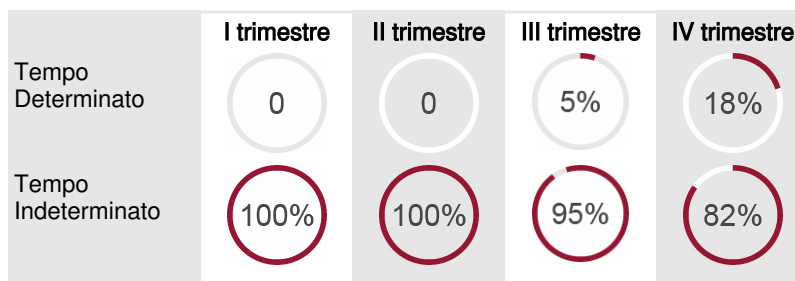 I trimestre II trimestre III trimestre IV trimestre
Tempo
Determinato
0 0 5% 18%
Tempo
Indeterminato
100% 100% 95% 82%